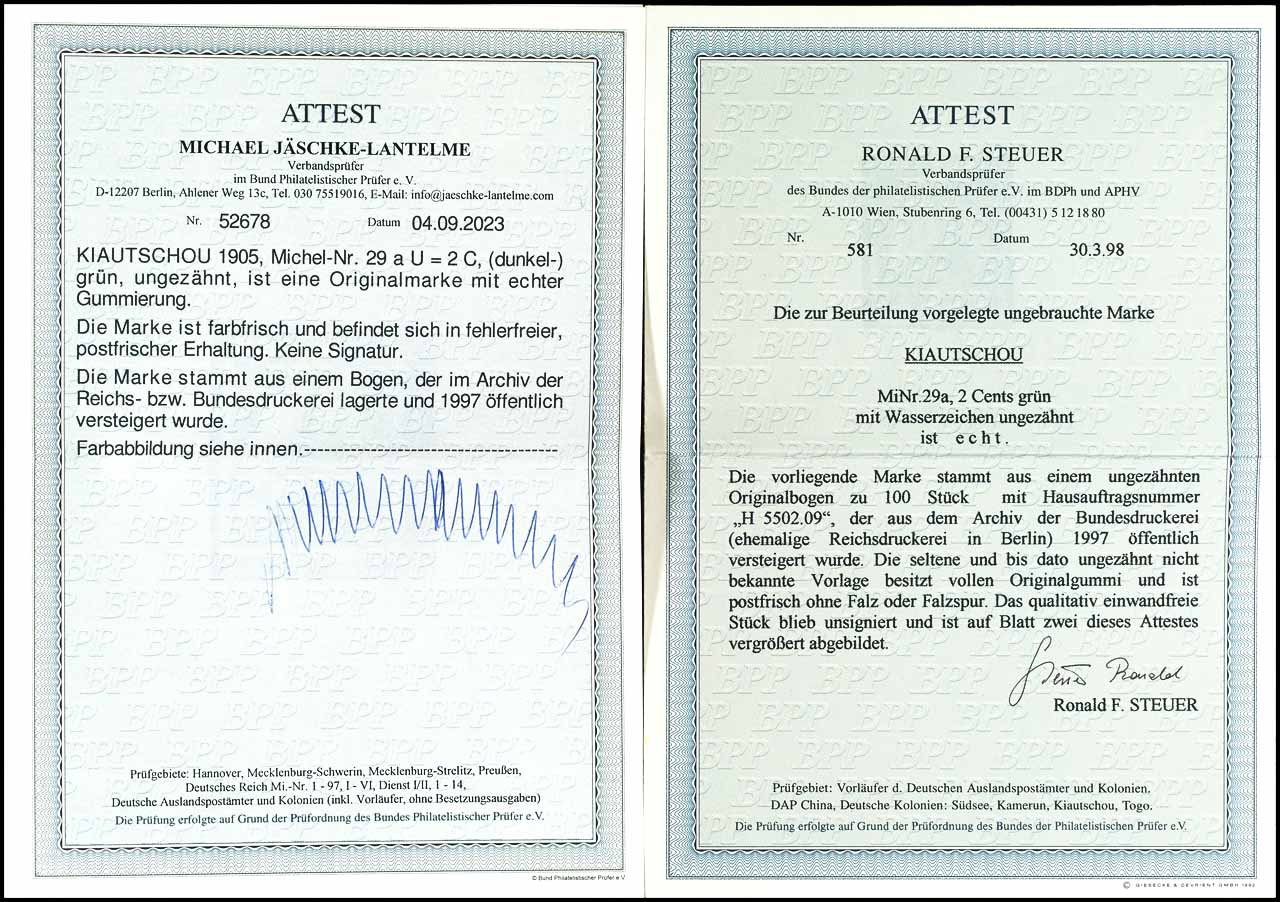 ATTEST
MICHAEL JÄSCHKE-LANTELME
Verbandsprüfer
im Bund Philatelistischer Prüfer e. V.
D-12207 Berlin, Ahlener Weg 13c, Tel. 030 75519016, E-Mail: info@jaeschke-lantelme.com
Nr. 52678 Datum 04.09.2023
KIAUTSCHOU 1905, Michel-Nr. 29 a U = 2 C, (dunkel-)
grün, ungezähnt, ist eine Originalmarke mit echter
Gummierung.
Die Marke ist farbfrisch und befindet sich in fehlerfreier,
postfrischer Erhaltung. Keine Signatur.
Die Marke stammt aus einem Bogen, der im Archiv der
Reichs- bzw. Bundesdruckerei lagerte und 1997 öffentlich
versteigert wurde.
Farbabbildung siehe innen.---------------------------------------
Prüfgebiete: Hannover, Mecklenburg-Schwerin, Mecklenburg-Strelitz, Preußen,
Deutsches Reich Mi.-Nr. 1 - 97, I - VI, Dienst I/II, 1 - 14,
Deutsche Auslandspostämter und Kolonien (inkl. Vorläufer, ohne Besetzungsausgaben)
Die Prüfung erfolgte auf Grund der Prüfordnung des Bundes Philatelistischer Prüfer e.V.
© Bund Philatelistischer Prüfer e.V
ATTEST
RONALD F. STEUER
Verbandsprüfer
des Bundes der philatelistischen Prüfer e.V. im BDPh und APHV
A-1010 Wien, Stubenring 6, Tel. (00431) 5 12 18 80
Nr. 581 Datum 30.3.98
Die zur Beurteilung vorgelegte ungebrauchte Marke
KIAUTSCHOU
MiNr.29a, 2 Cents grün
mit Wasserzeichen ungezähnt
ist echt.
Die vorliegende Marke stammt aus einem ungezähnten
Originalbogen zu 100 Stück mit Hausauftragsnummer
„H 5502.09“, der aus dem Archiv der Bundesdruckerei
(ehemalige Reichsdruckerei in Berlin) 1997 öffentlich
versteigert wurde. Die seltene und bis dato ungezähnt nicht
bekannte Vorlage besitzt vollen Originalgummi und ist
postfrisch ohne Falz oder Falzspur. Das qualitativ einwandfreie
Stück blieb unsigniert und ist auf Blatt zwei dieses Attestes
vergrößert abgebildet.
Steuer Ronald
Ronald F. STEUER
Prüfgebiet: Vorläufer d. Deutschen Auslandspostämter und Kolonien,
DAP China, Deutsche Kolonien: Südsee, Kamerun, Kiautschou, Togo.
Die Prüfung erfolgte auf Grund der Prüfordnung des Bundes der Philatelistischen Prüfer e.V.
© GIESECKE & DEVRIENT GMBH 1992